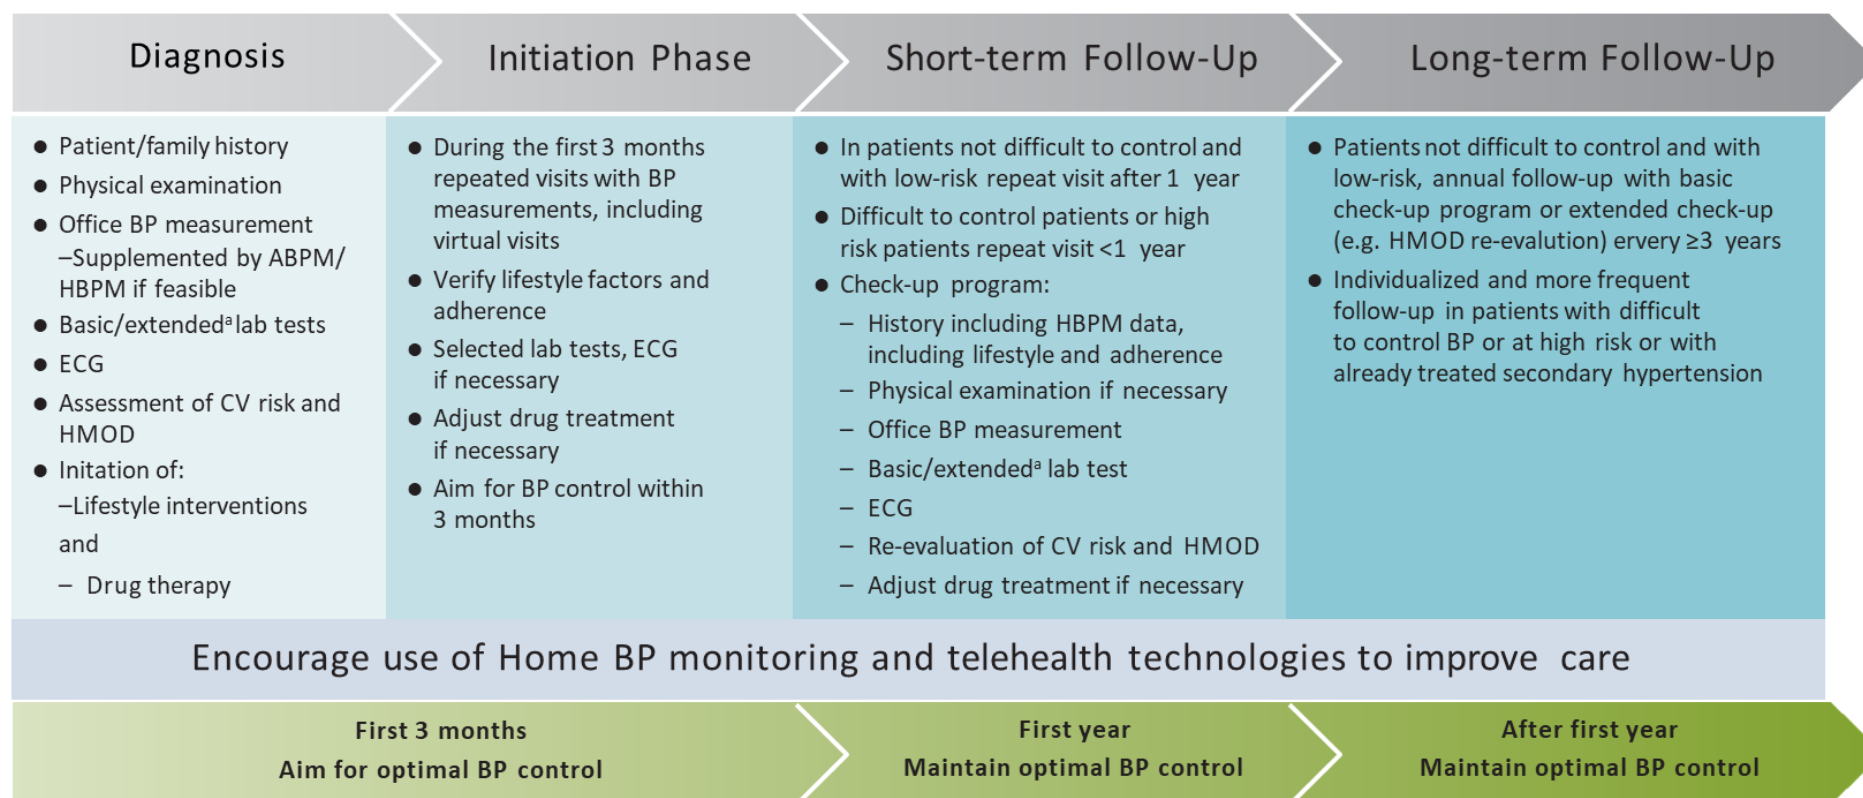 Diagnosis
Initiation Phase
Short-term Follow-Up
Long-term Follow-Up
● Patient/family history
● Physical examination
● Office BP measurement
–Supplemented by ABPM/
HBPM if feasible
● Basic/extendedᵃ lab tests
● ECG
● Assessment of CV risk and
HMOD
● Initation of:
–Lifestyle interventions
and
– Drug therapy
● During the first 3 months
repeated visits with BP
measurements, including
virtual visits
● Verify lifestyle factors and
adherence
● Selected lab tests, ECG
if necessary
● Adjust drug treatment
if necessary
● Aim for BP control within
3 months
● In patients not difficult to control and
with low-risk repeat visit after 1 year
● Difficult to control patients or high
risk patients repeat visit <1 year
● Check-up program:
– History including HBPM data,
including lifestyle and adherence
– Physical examination if necessary
– Office BP measurement
– Basic/extendedᵃ lab test
– ECG
– Re-evaluation of CV risk and HMOD
– Adjust drug treatment if necessary
● Patients not difficult to control and with
low-risk, annual follow-up with basic
check-up program or extended check-up
(e.g. HMOD re-evalution) ervery ≥3 years
● Individualized and more frequent
follow-up in patients with difficult
to control BP or at high risk or with
already treated secondary hypertension
Encourage use of Home BP monitoring and telehealth technologies to improve care
First 3 months
Aim for optimal BP control
First year
Maintain optimal BP control
After first year
Maintain optimal BP control